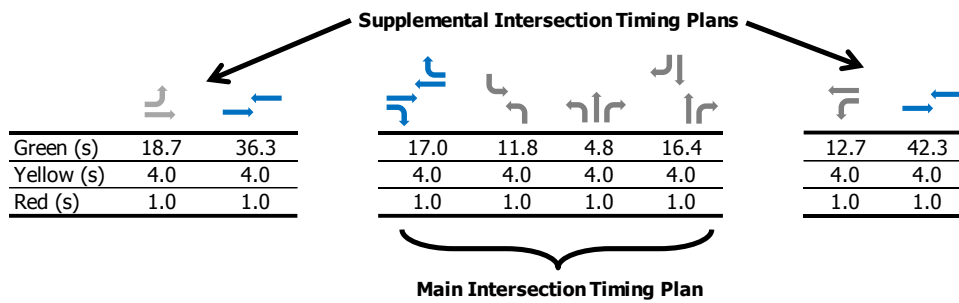 Supplemental Intersection Timing Plans
Green (s) 18.7 36.3 17.0 11.8 4.8 16.4 12.7 42.3
Yellow (s) 4.0 4.0 4.0 4.0 4.0 4.0 4.0 4.0
Red (s) 1.0 1.0 1.0 1.0 1.0 1.0 1.0 1.0
Main Intersection Timing Plan